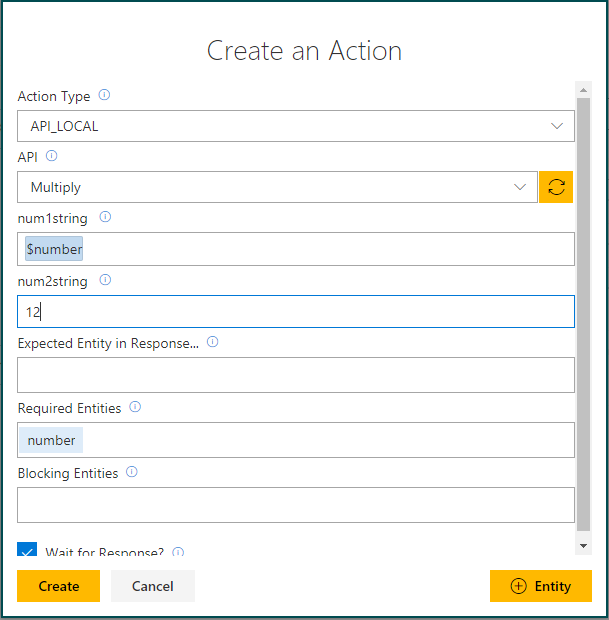 Create an Action
Action Type
API_LOCAL
API
Multiply
num1string
$number
num2string
12
Expected Entity in Response...
Required Entities
number
Blocking Entities
Wait for Response?
Create Cancel Entity